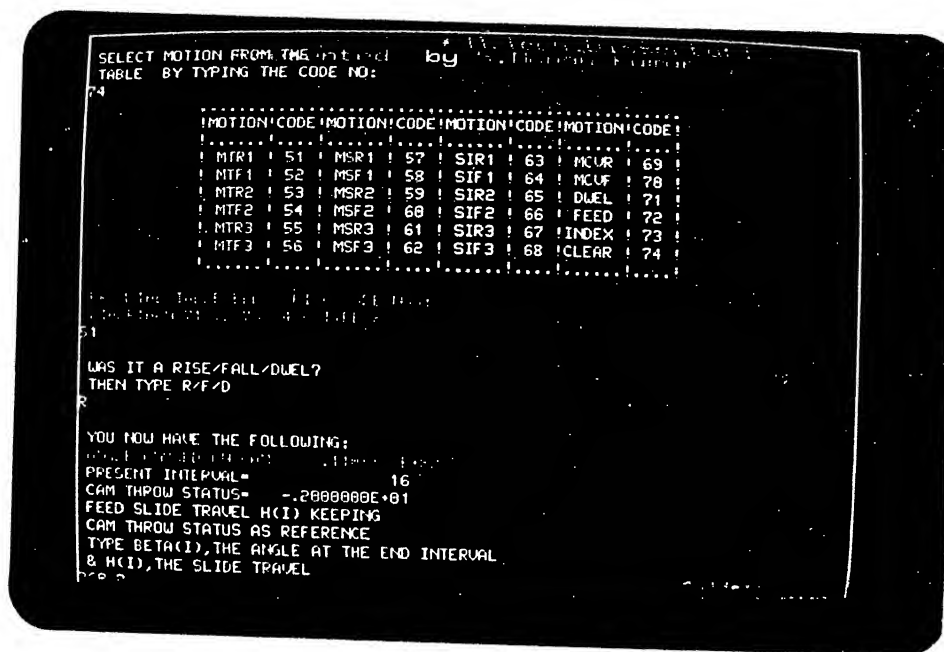 SELECT MOTION FROM THE by
TABLE BY TYPING THE CODE NO:
74
!MOTION!CODE!MOTION!CODE!MOTION!CODE!MOTION!CODE!
! MTR1 ! 51 ! MSR1 ! 57 ! SIR1 ! 63 ! MCVR ! 69 !
! MTF1 ! 52 ! MSF1 ! 58 ! SIF1 ! 64 ! MCVF ! 70 !
! MTR2 ! 53 ! MSR2 ! 59 ! SIR2 ! 65 ! DWEL ! 71 !
! MTF2 ! 54 ! MSF2 ! 60 ! SIF2 ! 66 ! FEED ! 72 !
! MTR3 ! 55 ! MSR3 ! 61 ! SIR3 ! 67 !INDEX ! 73 !
! MTF3 ! 56 ! MSF3 ! 62 ! SIF3 ! 68 !CLEAR ! 74 !
51
WAS IT A RISE/FALL/DWEL?
THEN TYPE R/F/D
R
YOU NOW HAVE THE FOLLOWING:
PRESENT INTERVAL= 16
CAM THROW STATUS= -.2000000E+01
FEED SLIDE TRAVEL H(I) KEEPING
CAM THROW STATUS AS REFERENCE
TYPE BETA(I),THE ANGLE AT THE END INTERVAL
& H(I),THE SLIDE TRAVEL